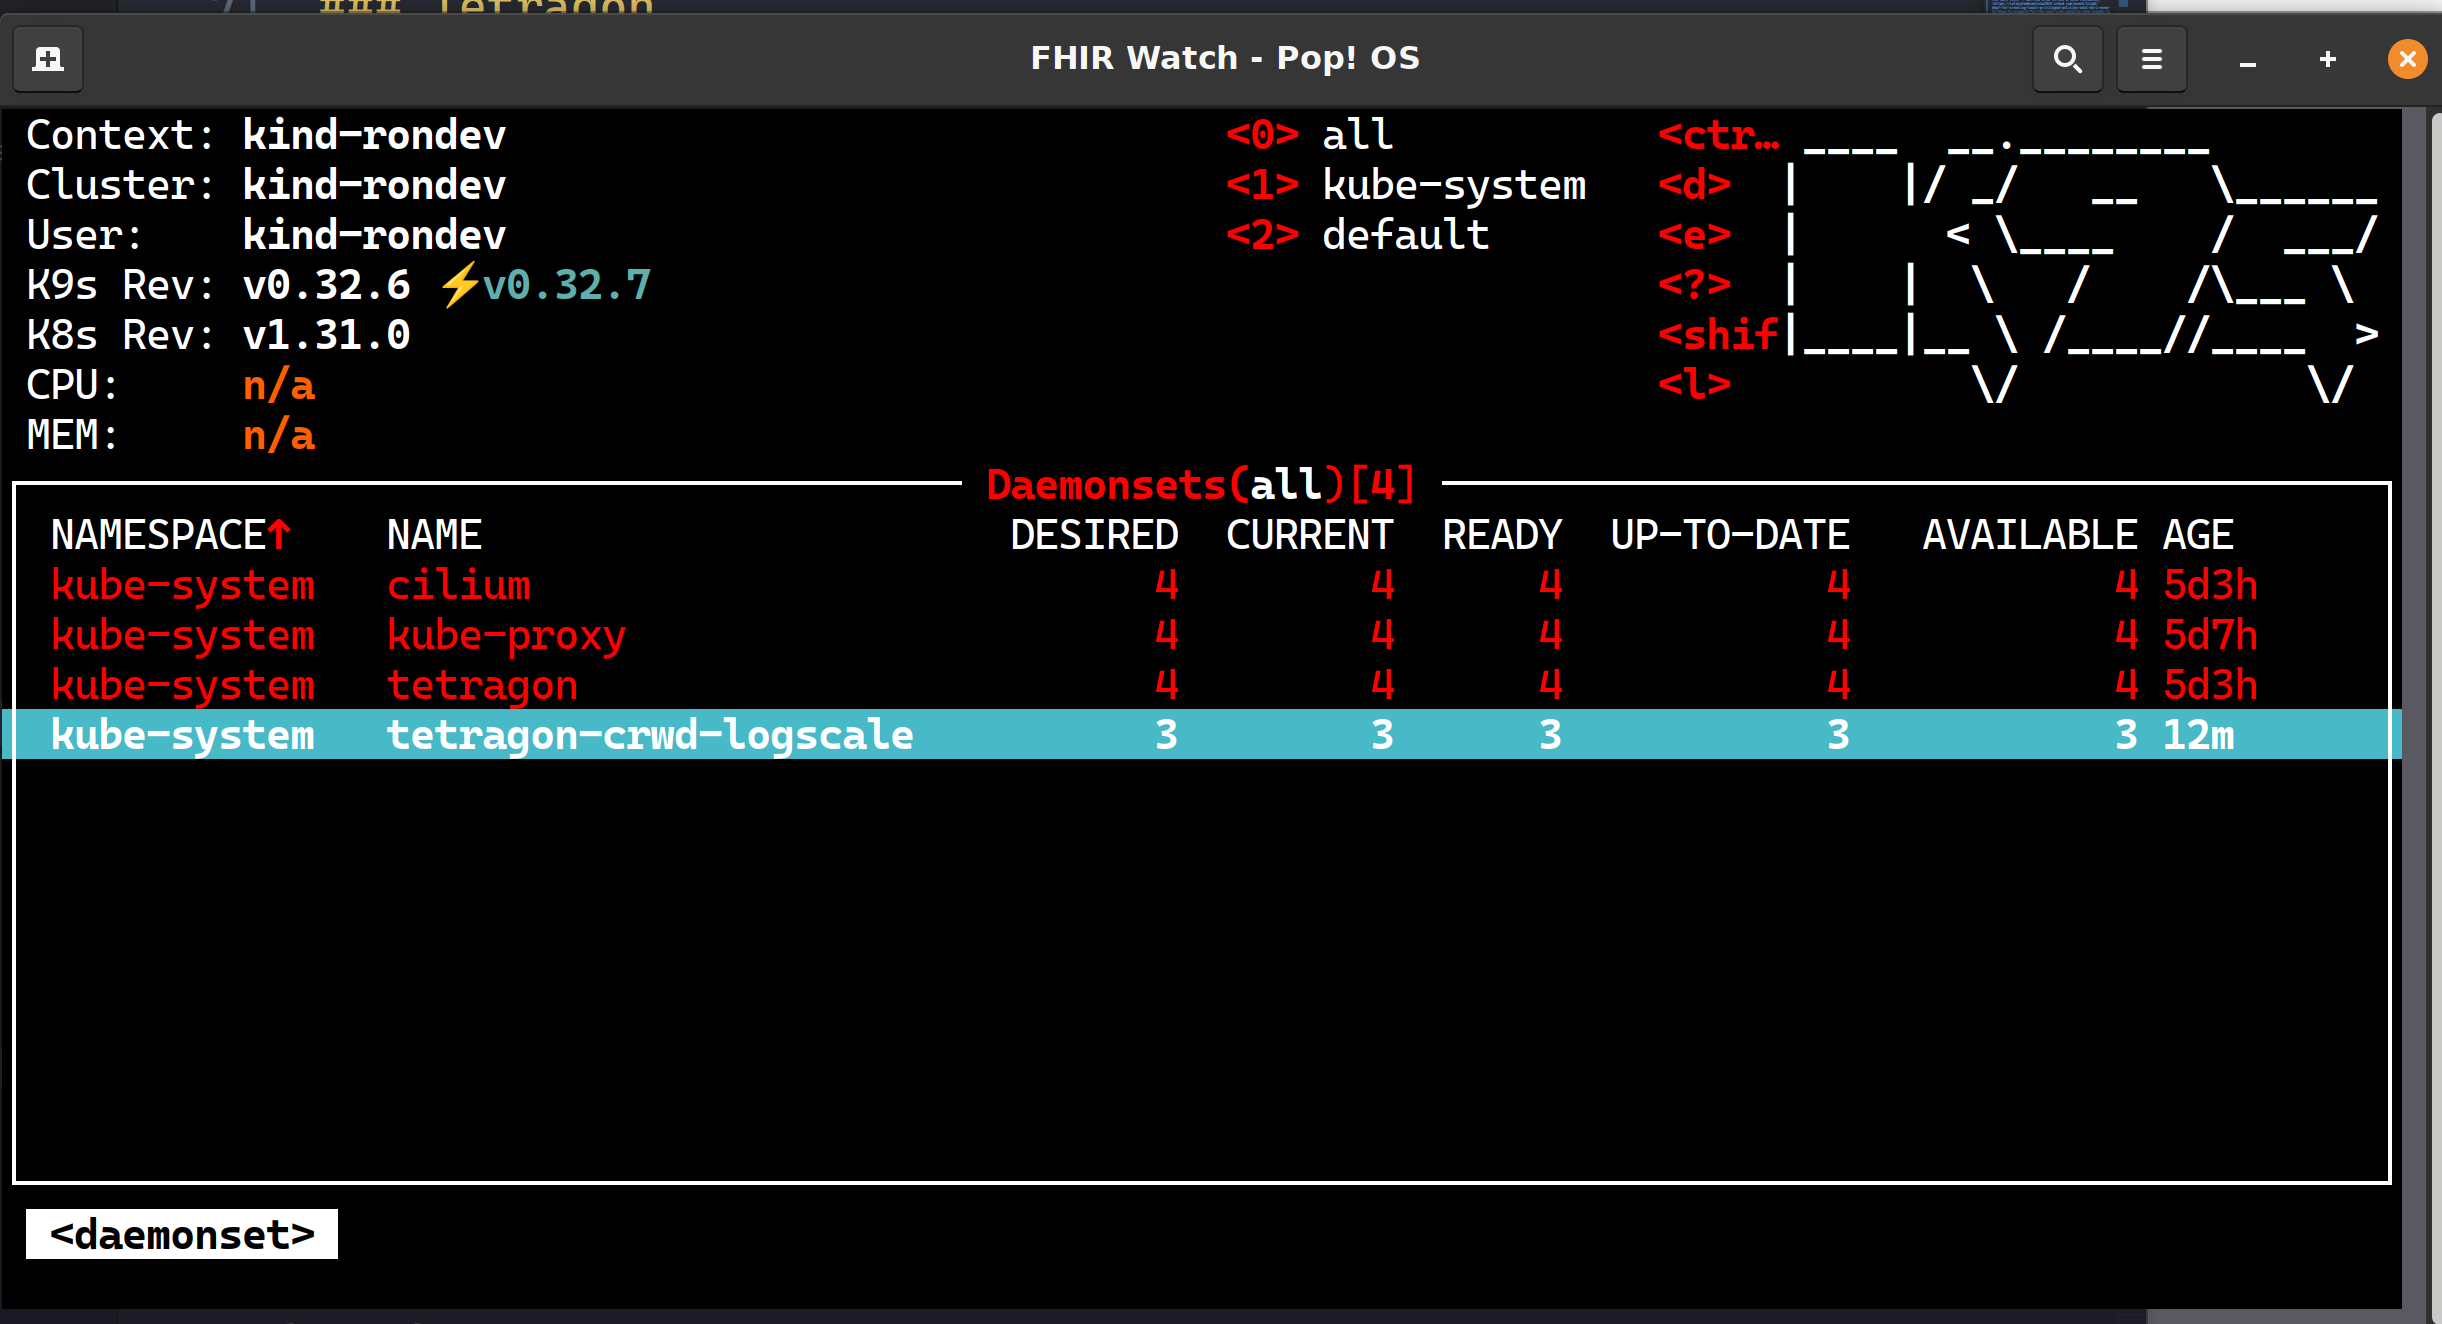 ### Tetragon
FHIR Watch - Pop! OS
Context: kind-rondev <0> all <ctr…
Cluster: kind-rondev <1> kube-system <d>
User: kind-rondev <2> default <e>
K9s Rev: v0.32.6 ⚡v0.32.7 <?>
K8s Rev: v1.31.0 <shif
CPU: n/a <l>
MEM: n/a
Daemonsets(all)[4]
NAMESPACE↑ NAME DESIRED CURRENT READY UP-TO-DATE AVAILABLE AGE
kube-system cilium 4 4 4 4 4 5d3h
kube-system kube-proxy 4 4 4 4 4 5d7h
kube-system tetragon 4 4 4 4 4 5d3h
kube-system tetragon-crwd-logscale 3 3 3 3 3 12m
<daemonset>